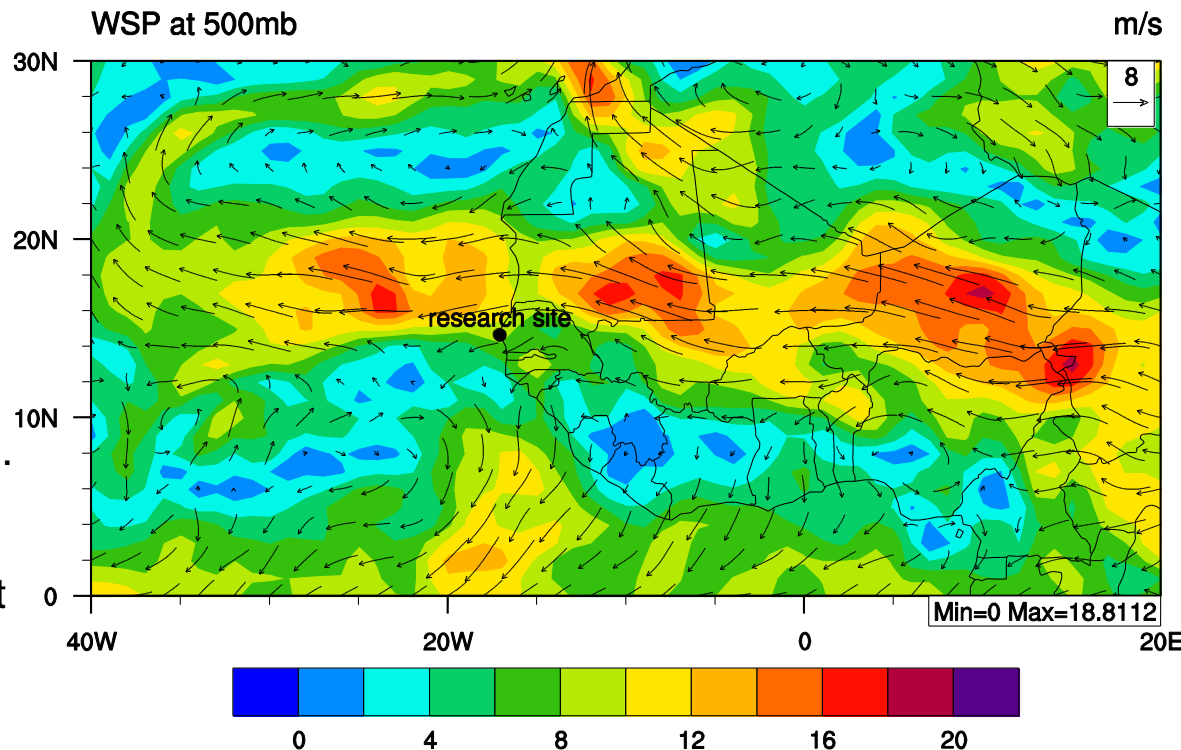 WSP at 500mb m/s
30N
8
20N
research site
10N
.
t
0
Min=0 Max=18.8112
40W 20W 0 20E
0 4 8 12 16 20